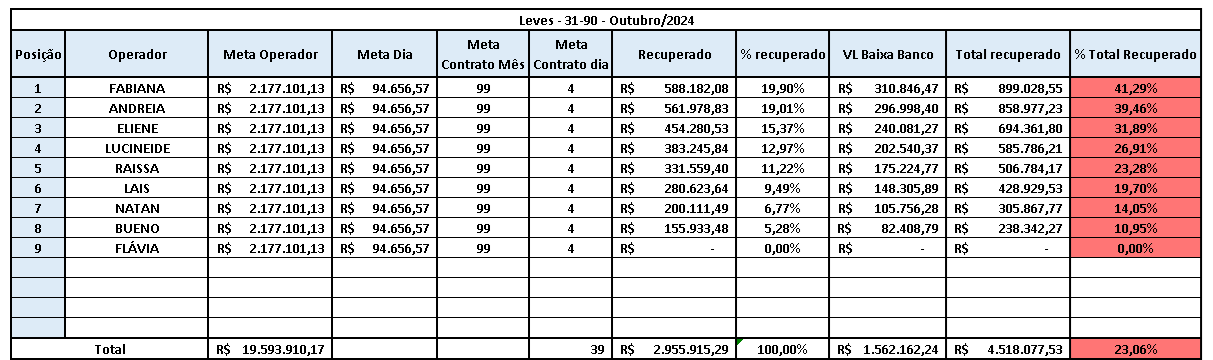 Leves - 31-90 - Outubro/2024
Posição Operador Meta Operador Meta Dia Meta Contrato Mês Meta Contrato dia Recuperado % recuperado VL Baixa Banco Total recuperado % Total Recuperado
1 FABIANA R$ 2.177.101,13 R$ 94.656,57 99 4 R$ 588.182,08 19,90% R$ 310.846,47 R$ 899.028,55 41,29%
2 ANDREIA R$ 2.177.101,13 R$ 94.656,57 99 4 R$ 561.978,83 19,01% R$ 296.998,40 R$ 858.977,23 39,46%
3 ELIENE R$ 2.177.101,13 R$ 94.656,57 99 4 R$ 454.280,53 15,37% R$ 240.081,27 R$ 694.361,80 31,89%
4 LUCINEIDE R$ 2.177.101,13 R$ 94.656,57 99 4 R$ 383.245,84 12,97% R$ 202.540,37 R$ 585.786,21 26,91%
5 RAISSA R$ 2.177.101,13 R$ 94.656,57 99 4 R$ 331.559,40 11,22% R$ 175.224,77 R$ 506.784,17 23,28%
6 LAIS R$ 2.177.101,13 R$ 94.656,57 99 4 R$ 280.623,64 9,49% R$ 148.305,89 R$ 428.929,53 19,70%
7 NATAN R$ 2.177.101,13 R$ 94.656,57 99 4 R$ 200.111,49 6,77% R$ 105.756,28 R$ 305.867,77 14,05%
8 BUENO R$ 2.177.101,13 R$ 94.656,57 99 4 R$ 155.933,48 5,28% R$ 82.408,79 R$ 238.342,27 10,95%
9 FLÁVIA R$ 2.177.101,13 R$ 94.656,57 99 4 R$ - 0,00% R$ - R$ - 0,00%
Total R$ 19.593.910,17 39 R$ 2.955.915,29 100,00% R$ 1.562.162,24 R$ 4.518.077,53 23,06%